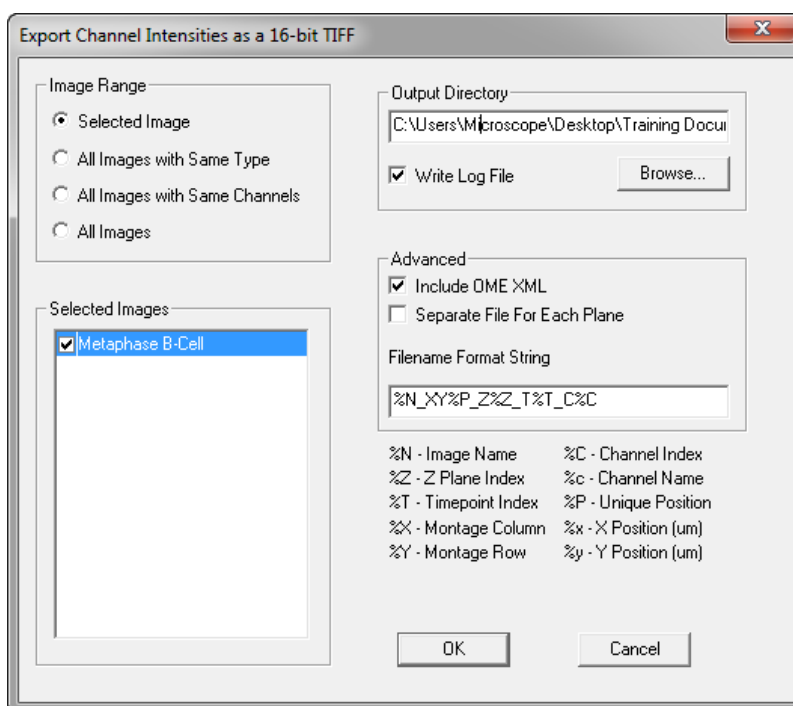 Export Channel Intensities as a 16-bit TIFF
Image Range
Selected Image
All Images with Same Type
All Images with Same Channels
All Images
Selected Images
Metaphase B-Cell
Output Directory
C:\Users\Microscope\Desktop\Training Docu
Write Log File
Browse...
Advanced
Include OME XML
Separate File For Each Plane
Filename Format String
%N_XY%P_Z%Z_T%T_C%C
%N - Image Name %C - Channel Index
%Z - Z Plane Index %c - Channel Name
%T - Timepoint Index %P - Unique Position
%X - Montage Column %x - X Position (um)
%Y - Montage Row %y - Y Position (um)
OK Cancel